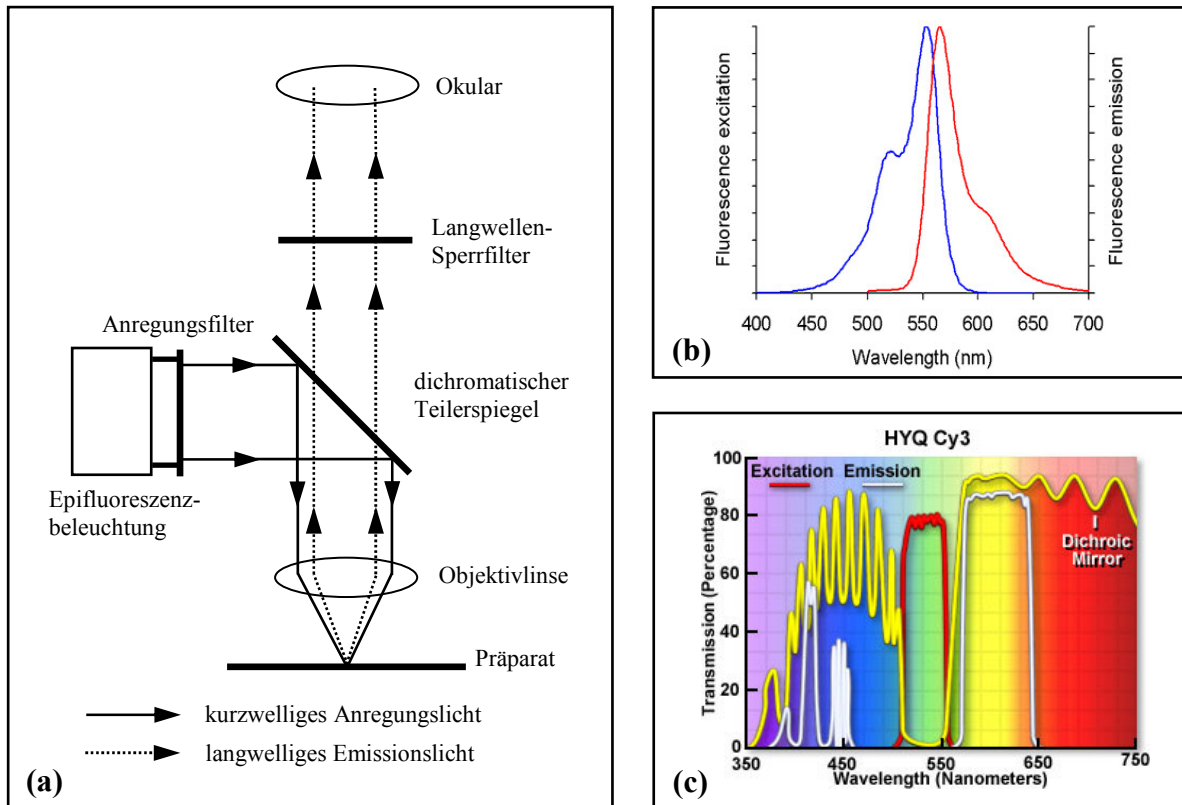 Okular
Langwellen-
Sperrfilter
Anregungsfilter
dichromatischer
Teilerspiegel
Epifluoreszenz-
beleuchtung
Objektivlinse
Präparat
kurzwelliges Anregungslicht
langwelliges Emissionslicht
(a)
Fluorescence excitation
Fluorescence emission
400 450 500 550 600 650 700
Wavelength (nm)
(b)
HYQ Cy3
100
80
60
40
20
0
Transmission (Percentage)
Excitation Emission
Dichroic
Mirror
350 450 550 650 750
Wavelength (Nanometers)
(c)